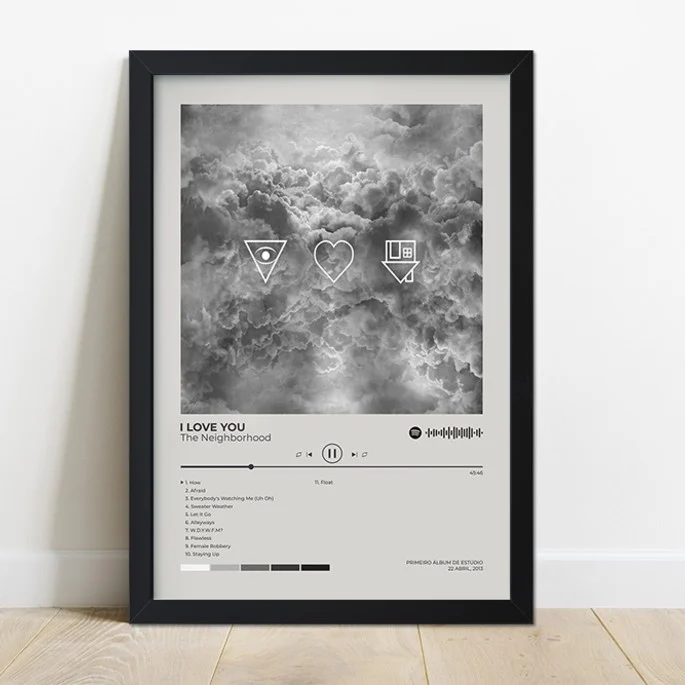 I LOVE YOU
The Neighborhood
45:46
1. How
2. Afraid
3. Everybody's Watching Me (Uh Oh)
4. Sweater Weather
5. Let It Go
6. Alleyways
7. W.D.Y.W.F.M?
8. Flawless
9. Female Robbery
10. Staying Up
11. Float
PRIMEIRO ÁLBUM DE ESTÚDIO
22 ABRIL, 2013